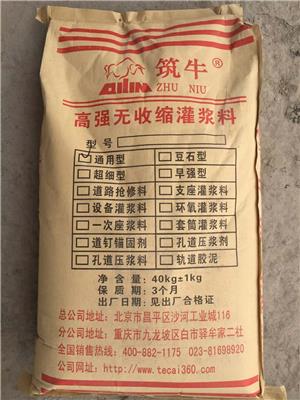 筑牛®
AILIN ZHU NIU
高强无收缩灌浆料
型号
☑通用型 □豆石型
□超细型 □早强型
□道路抢修料 □支座灌浆料
□设备灌浆料 □环氧灌浆料
□一次座浆料 □套筒灌浆料
□道钉锚固剂 □孔道压浆剂
□孔道压浆料 □轨道胶泥
净含量:40kg±1kg
保质期:3个月
出厂日期:见出厂合格证
总公司地址:北京市昌平区沙河工业城116
分公司地址:重庆市九龙坡区白市驿牟家二社
全国销售热线:400-882-1175 023-81698920
公司网址:http://www.tecai360.com